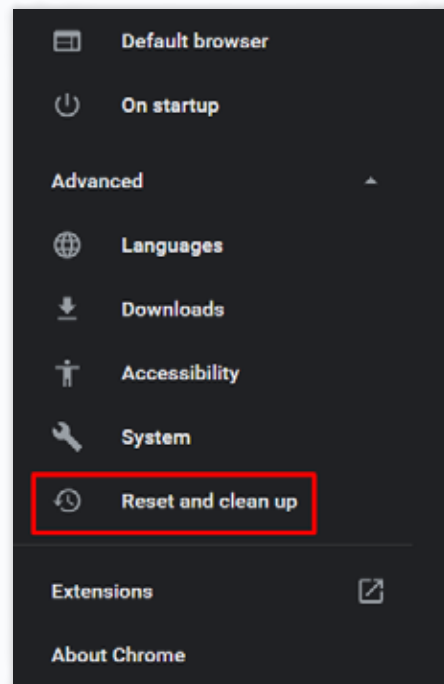 Default browser
On startup
Advanced
Languages
Downloads
Accessibility
System
Reset and clean up
Extensions
About Chrome